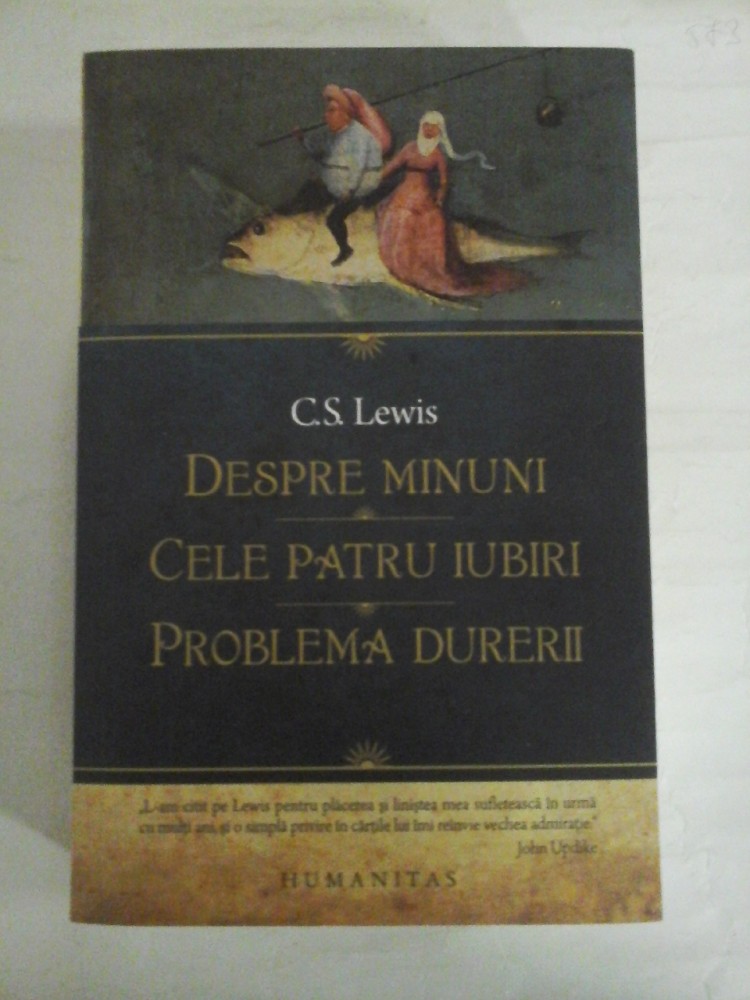 C.S. Lewis
DESPRE MINUNI
CELE PATRU IUBIRI
PROBLEMA DURERII
„L-am citit pe Lewis pentru plăcerea și liniștea mea sufletească în urmă
cu mulți ani, și o simplă privire în cărțile lui îmi reînvie vechea admirație.”
John Updike
HUMANITAS